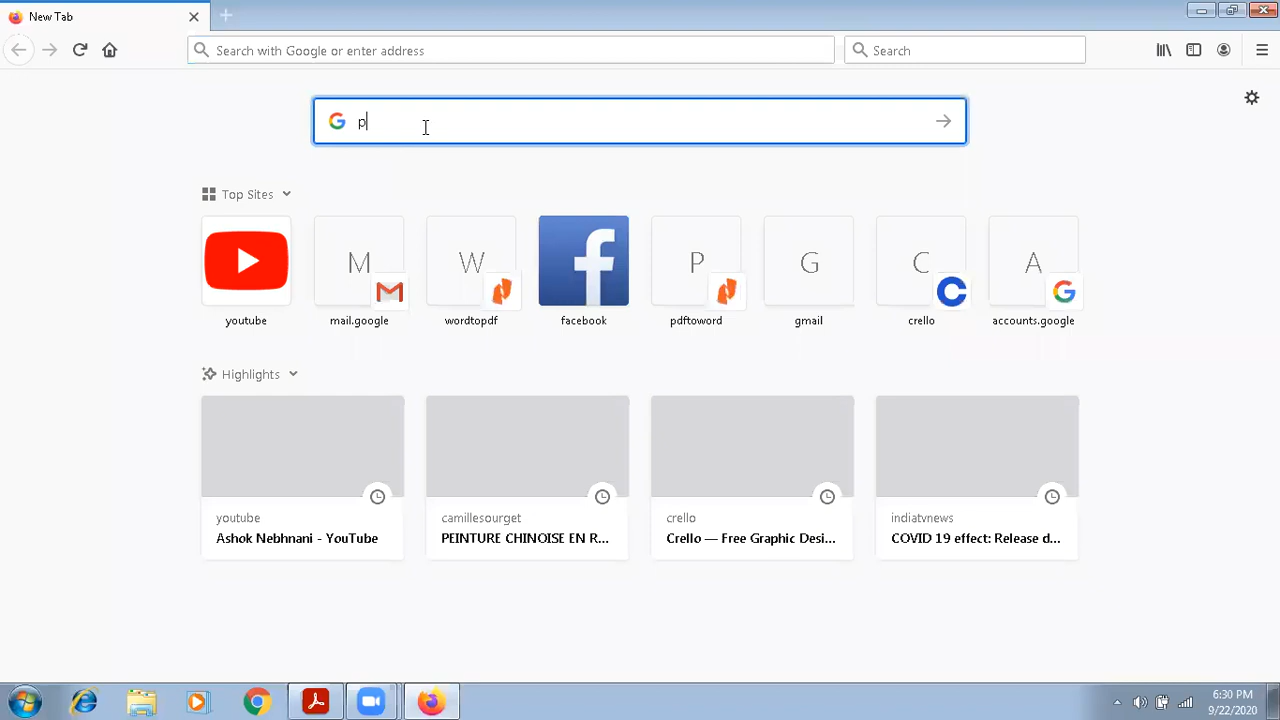 New Tab
Search with Google or enter address
Search
p
Top Sites
M
W
P
G
C
A
youtube
mail.google
wordtopdf
facebook
pdftoword
gmail
crello
accounts.google
Highlights
youtube
Ashok Nebhnani - YouTube
camillesourget
PEINTURE CHINOISE EN R...
crello
Crello — Free Graphic Desi...
indiatvnews
COVID 19 effect: Release d...
6:30 PM
9/22/2020